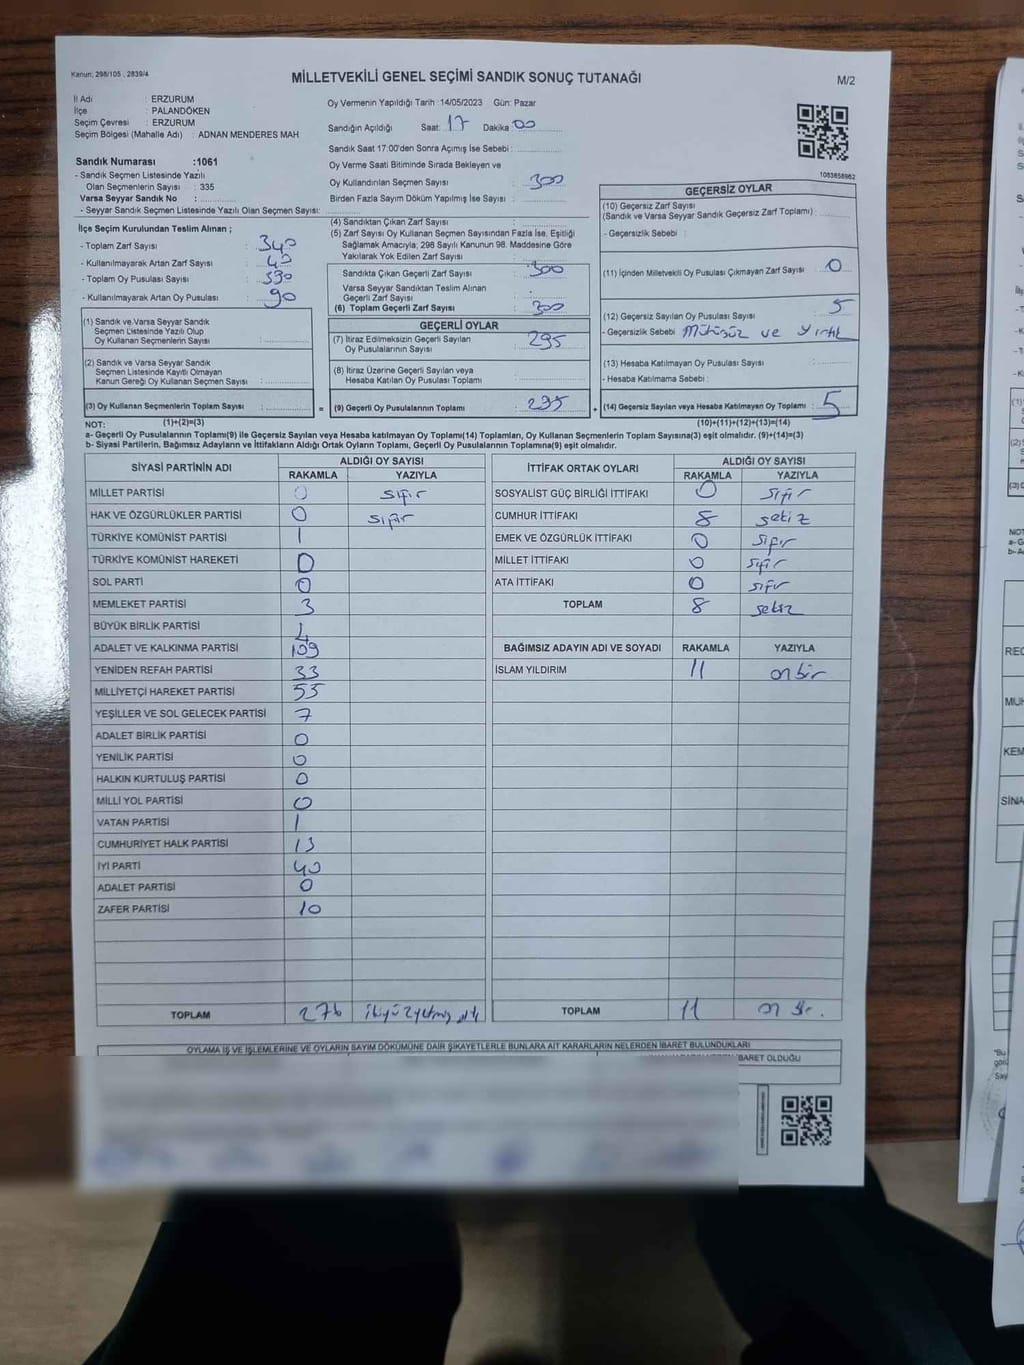 Kanun, 298/105 , 2839/4
MİLLETVEKİLİ GENEL SEÇİMİ SANDIK SONUÇ TUTANAĞI
M/2
İl Adı : ERZURUM
İlçe : PALANDÖKEN
Seçim Çevresi : ERZURUM
Seçim Bölgesi (Mahalle Adı) : ADNAN MENDERES MAH
Sandık Numarası :1061
- Sandık Seçmen Listesinde Yazılı
Olan Seçmenlerin Sayısı : 335
Varsa Seyyar Sandık No :
- Seyyar Sandık Seçmen Listesinde Yazılı Olan Seçmen Sayısı:
İlçe Seçim Kurulundan Teslim Alınan ;
- Toplam Zarf Sayısı : 340
- Kullanılmayarak Artan Zarf Sayısı : 40
- Toplam Oy Pusulası Sayısı : 390
- Kullanılmayarak Artan Oy Pusulası : 90
(1) Sandık ve Varsa Seyyar Sandık
Seçmen Listesinde Yazılı Olup
Oy Kullanan Seçmenlerin Sayısı :
(2) Sandık ve Varsa Seyyar Sandık
Seçmen Listesinde Kayıtlı Olmayan
Kanun Gereği Oy Kullanan Seçmen Sayısı :
(3) Oy Kullanan Seçmenlerin Toplam Sayısı :
Oy Vermenin Yapıldığı Tarih :14/05/2023 Gün: Pazar
Sandığın Açıldığı Saat: 17 Dakika: 00
Sandık Saat 17:00'den Sonra Açımış İse Sebebi :
Oy Verme Saati Bitiminde Sırada Bekleyen ve
Oy Kullandırılan Seçmen Sayısı : 300
Birden Fazla Sayım Döküm Yapılmış İse Sayısı :
(4) Sandıktan Çıkan Zarf Sayısı :
(5) Zarf Sayısı Oy Kullanan Seçmen Sayısından Fazla İse, Eşitliği
Sağlamak Amacıyla; 298 Sayılı Kanunun 98. Maddesine Göre
Yakılarak Yok Edilen Zarf Sayısı :
Sandıkta Çıkan Geçerli Zarf Sayısı : 300
Varsa Seyyar Sandıktan Teslim Alınan
Geçerli Zarf Sayısı :
(6) Toplam Geçerli Zarf Sayısı : 300
GEÇERLİ OYLAR
(7) İtiraz Edilmeksizin Geçerli Sayılan
Oy Pusulalarının Sayısı : 295
(8) İtiraz Üzerine Geçerli Sayılan veya
Hesaba Katılan Oy Pusulası Toplamı :
= (9) Geçerli Oy Pusulalarının Toplamı : 295
1083658962
GEÇERSİZ OYLAR
(10) Geçersiz Zarf Sayısı
(Sandık ve Varsa Seyyar Sandık Geçersiz Zarf Toplamı) :
- Geçersizlik Sebebi :
(11) İçinden Milletvekili Oy Pusulası Çıkmayan Zarf Sayısı : 0
(12) Geçersiz Sayılan Oy Pusulası Sayısı : 5
- Geçersizlik Sebebi : Mühürsüz ve yırtık
(13) Hesaba Katılmayan Oy Pusulası Sayısı :
- Hesaba Katılmama Sebebi :
+ (14) Geçersiz Sayılan veya Hesaba Katılmayan Oy Toplamı : 5
NOT: (1)+(2)=(3) (10)+(11)+(12)+(13)=(14)
a- Geçerli Oy Pusulalarının Toplamı(9) ile Geçersiz Sayılan veya Hesaba katılmayan Oy Toplamı(14) Toplamları, Oy Kullanan Seçmenlerin Toplam Sayısına(3) eşit olmalıdır. (9)+(14)=(3)
b- Siyasi Partilerin, Bağımsız Adayların ve İttifakların Aldığı Ortak Oyların Toplamı, Geçerli Oy Pusulalarının Toplamına(9) eşit olmalıdır.
SİYASİ PARTİNİN ADI ALDIĞI OY SAYISI
RAKAMLA YAZIYLA
MİLLET PARTİSİ 0 sıfır
HAK VE ÖZGÜRLÜKLER PARTİSİ 0 sıfır
TÜRKİYE KOMÜNİST PARTİSİ 1
TÜRKİYE KOMÜNİST HAREKETİ 0
SOL PARTİ 0
MEMLEKET PARTİSİ 3
BÜYÜK BİRLİK PARTİSİ
ADALET VE KALKINMA PARTİSİ 109
YENİDEN REFAH PARTİSİ 33
MİLLİYETÇİ HAREKET PARTİSİ 55
YEŞİLLER VE SOL GELECEK PARTİSİ 7
ADALET BİRLİK PARTİSİ 0
YENİLİK PARTİSİ 0
HALKIN KURTULUŞ PARTİSİ 0
MİLLİ YOL PARTİSİ 0
VATAN PARTİSİ 1
CUMHURİYET HALK PARTİSİ 13
İYİ PARTİ 40
ADALET PARTİSİ 0
ZAFER PARTİSİ 10
TOPLAM 276 ikiyüzyetmiş altı
İTTİFAK ORTAK OYLARI ALDIĞI OY SAYISI
RAKAMLA YAZIYLA
SOSYALİST GÜÇ BİRLİĞİ İTTİFAKI 0 sıfır
CUMHUR İTTİFAKI 8 sekiz
EMEK VE ÖZGÜRLÜK İTTİFAKI 0 sıfır
MİLLET İTTİFAKI 0 sıfır
ATA İTTİFAKI 0 sıfır
TOPLAM 8 sekiz
BAĞIMSIZ ADAYIN ADI VE SOYADI RAKAMLA YAZIYLA
İSLAM YILDIRIM 11 onbir
TOPLAM 11 on bir.
OYLAMA İŞ VE İŞLEMLERİNE VE OYLARIN SAYIM DÖKÜMÜNE DAİR ŞİKAYETLERLE BUNLARA AİT KARARLARIN NELERDEN İBARET BULUNDUKLARI
BARET OLDUĞU
REC
MUH
KEM
SİNA